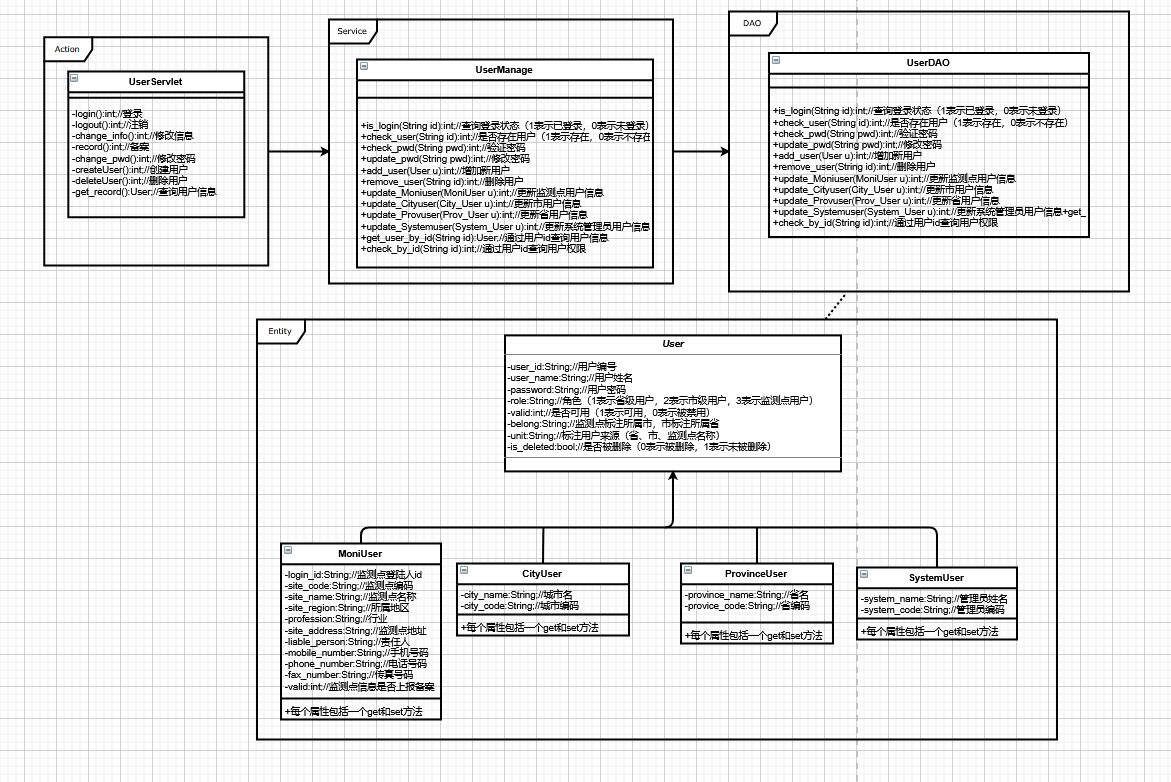 Action
UserServlet
-login():int;//登录
-logout():int;//注销
-change_info():int;//修改信息
-record():int;//备案
-change_pwd():int;//修改密码
-createUser():int;//创建用户
-deleteUser():int;//删除用户
-get_record():User;//查询用户信息
Service
UserManage
+is_login(String id):int;//查询登录状态（1表示已登录，0表示未登录）
+check_user(String id):int;//是否存在用户（1表示存在，0表示不存在
+check_pwd(String pwd):int;//验证密码
+update_pwd(String pwd):int;//修改密码
+add_user(User u):int;//增加新用户
+remove_user(String id):int;//删除用户
+update_Moniuser(MoniUser u):int;//更新监测点用户信息
+update_Cityuser(City_User u):int;//更新市用户信息
+update_Provuser(Prov_User u):int;//更新省用户信息
+update_Systemuser(System_User u):int;//更新系统管理员用户信息
+get_user_by_id(String id):User;//通过用户id查询用户信息
+check_by_id(String id):int;//通过用户id查询用户权限
DAO
UserDAO
+is_login(String id):int;//查询登录状态（1表示已登录，0表示未登录）
+check_user(String id):int;//是否存在用户（1表示存在，0表示不存在）
+check_pwd(String pwd):int;//验证密码
+update_pwd(String pwd):int;//修改密码
+add_user(User u):int;//增加新用户
+remove_user(String id):int;//删除用户
+update_Moniuser(MoniUser u):int;//更新监测点用户信息
+update_Cityuser(City_User u):int;//更新市用户信息
+update_Provuser(Prov_User u):int;//更新省用户信息
+update_Systemuser(System_User u):int;//更新系统管理员用户信息+get_
+check_by_id(String id):int;//通过用户id查询用户权限
Entity
User
-user_id:String;//用户编号
-user_name:String;//用户姓名
-password:String;//用户密码
-role:String;//角色（1表示省级用户，2表示市级用户，3表示监测点用户）
-valid:int;//是否可用（1表示可用，0表示被禁用）
-belong:String;//监测点标注所属市，市标注所属省
-unit:String;//标注用户来源（省、市、监测点名称）
-is_deleted:bool;//是否被删除（0表示被删除，1表示未被删除）
MoniUser
-login_id:String;//监测点登陆人id
-site_code:String;//监测点编码
-site_name:String;//监测点名称
-site_region:String;//所属地区
-profession:String;//行业
-site_address:String;//监测点地址
-liable_person:String;//责任人
-mobile_number:String;//手机号码
-phone_number:String;//电话号码
-fax_number:String;//传真号码
-valid:int;//监测点信息是否上报备案
+每个属性包括一个get和set方法
CityUser
-city_name:String;//城市名
-city_code:String;//城市编码
+每个属性包括一个get和set方法
ProvinceUser
-province_name:String;//省名
-provice_code:String;//省编码
+每个属性包括一个get和set方法
SystemUser
-system_name:String;//管理员姓名
-system_code:String;//管理员编码
+每个属性包括一个get和set方法